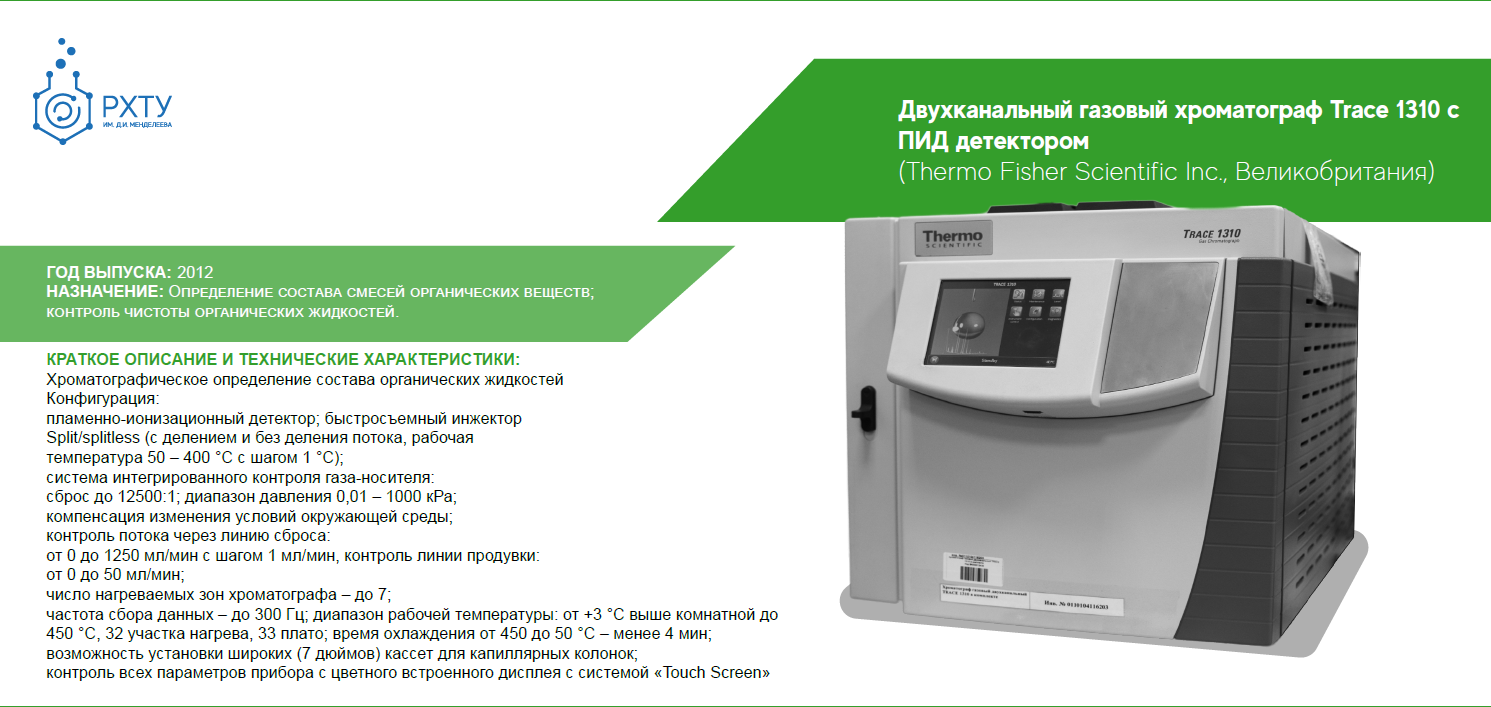 РХТУ
ИМ. Д.И. МЕНДЕЛЕЕВА
Двухканальный газовый хроматограф Trace 1310 с
ПИД детектором
(Thermo Fisher Scientific Inc., Великобритания)
ГОД ВЫПУСКА: 2012
НАЗНАЧЕНИЕ: Определение состава смесей органических веществ;
контроль чистоты органических жидкостей.
КРАТКОЕ ОПИСАНИЕ И ТЕХНИЧЕСКИЕ ХАРАКТЕРИСТИКИ:
Хроматографическое определение состава органических жидкостей
Конфигурация:
пламенно-ионизационный детектор; быстросъемный инжектор
Split/splitless (с делением и без деления потока, рабочая
температура 50 – 400 °C с шагом 1 °C);
система интегрированного контроля газа-носителя:
сброс до 12500:1; диапазон давления 0,01 – 1000 кПа;
компенсация изменения условий окружающей среды;
контроль потока через линию сброса:
от 0 до 1250 мл/мин с шагом 1 мл/мин, контроль линии продувки:
от 0 до 50 мл/мин;
число нагреваемых зон хроматографа – до 7;
частота сбора данных – до 300 Гц; диапазон рабочей температуры: от +3 °C выше комнатной до
450 °C, 32 участка нагрева, 33 плато; время охлаждения от 450 до 50 °C – менее 4 мин;
возможность установки широких (7 дюймов) кассет для капиллярных колонок;
контроль всех параметров прибора с цветного встроенного дисплея с системой «Touch Screen»
Thermo
SCIENTIFIC
TRACE 1310
Gas Chromatograph
TRACE 1310
Хроматограф газовый двухканальный
TRACE 1310 в комплекте
Инв. № 0110104116203